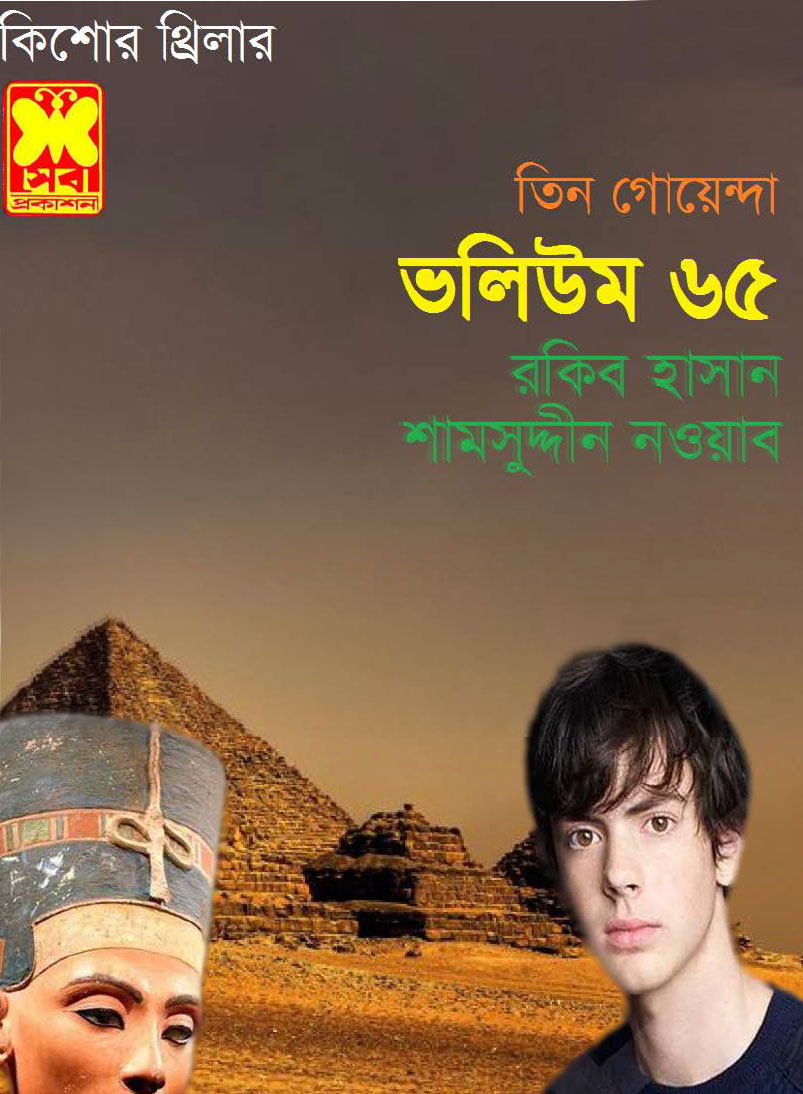 কিশোর থ্রিলার
সেবা
প্রকাশনী
তিন গোয়েন্দা
ভলিউম ৬৫
রকিব হাসান
শামসুদ্দীন নওয়াব